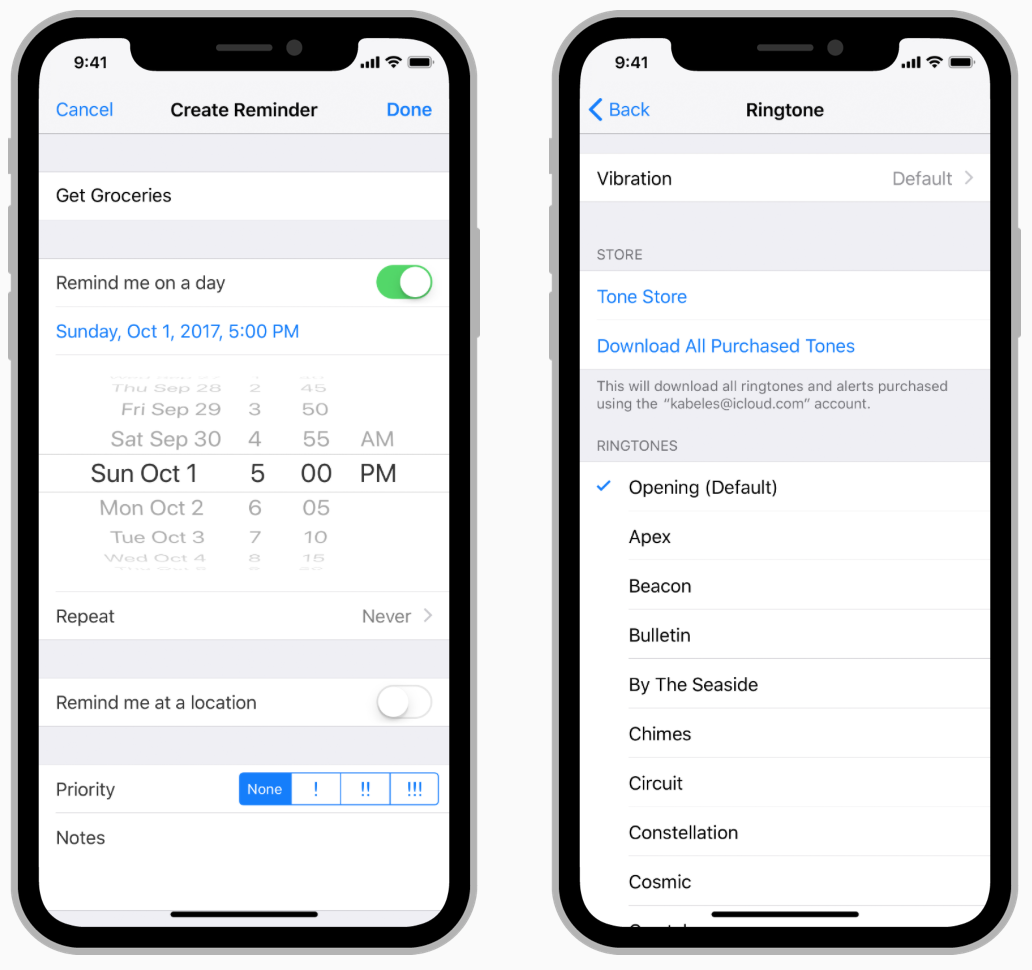 9:41
Cancel Create Reminder Done
Get Groceries
Remind me on a day
Sunday, Oct 1, 2017, 5:00 PM
Thu Sep 28 2 45
Fri Sep 29 3 50
Sat Sep 30 4 55 AM
Sun Oct 1 5 00 PM
Mon Oct 2 6 05
Tue Oct 3 7 10
Wed Oct 4 8 15
Repeat Never
Remind me at a location
Priority None ! !! !!!
Notes
9:41
Back Ringtone
Vibration Default
STORE
Tone Store
Download All Purchased Tones
This will download all ringtones and alerts purchased
using the “kabeles@icloud.com” account.
RINGTONES
Opening (Default)
Apex
Beacon
Bulletin
By The Seaside
Chimes
Circuit
Constellation
Cosmic